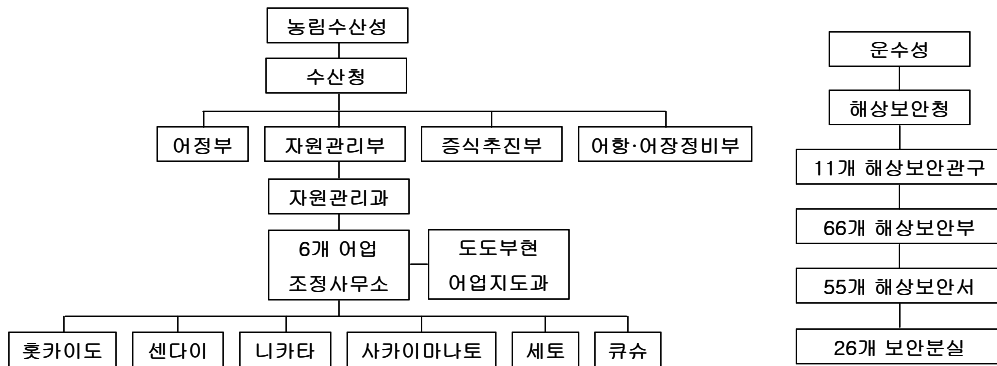 농림수산성
수산청
어정부
자원관리부
증식추진부
어항·어장정비부
자원관리과
6개 어업
조정사무소
도도부현
어업지도과
홋카이도
센다이
니카타
사카이마나토
세토
큐슈
운수성
해상보안청
11개 해상보안관구
66개 해상보안부
55개 해상보안서
26개 보안분실